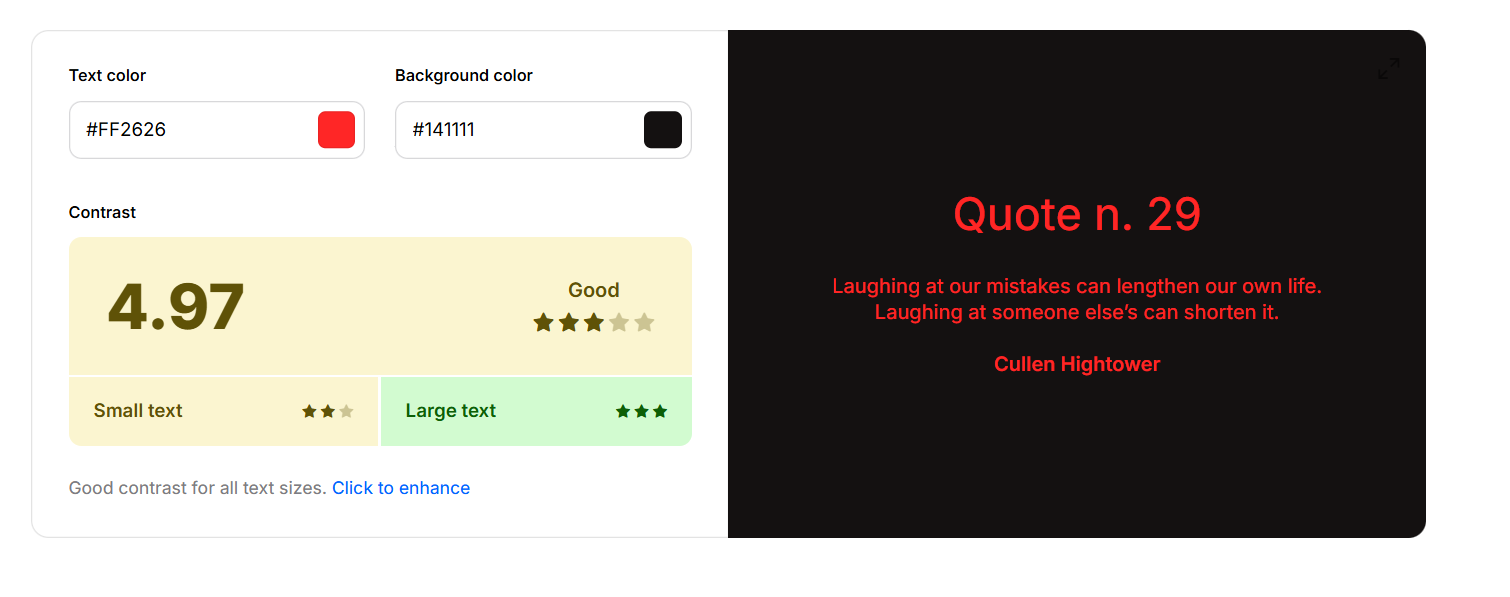 Text color
#FF2626
Background color
#141111
Contrast
4.97
Good
Small text
Large text
Good contrast for all text sizes. Click to enhance
Quote n. 29
Laughing at our mistakes can lengthen our own life.
Laughing at someone else’s can shorten it.
Cullen Hightower